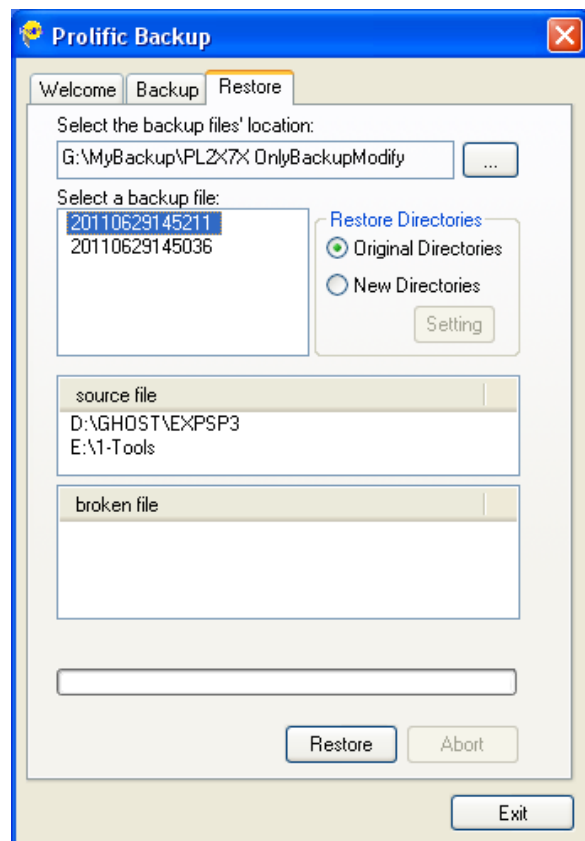 Prolific Backup
Welcome Backup Restore
Select the backup files' location:
G:\MyBackup\PL2X7X OnlyBackupModify
...
Select a backup file:
20110629145211
20110629145036
Restore Directories
Original Directories
New Directories
Setting
source file
D:\GHOST\EXPSP3
E:\1-Tools
broken file
Restore Abort
Exit